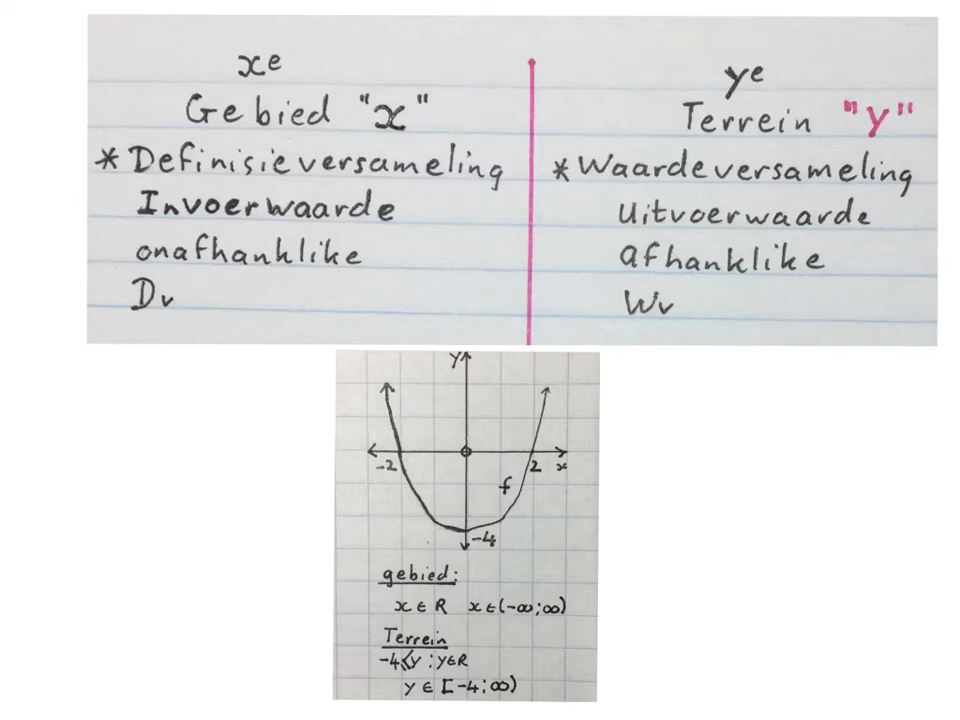 xe
Gebied "x"
* Definisieversameling
Invoerwaarde
onafhanklike
Dv
ye
Terrein "y"
* Waardeversameling
Uitvoerwaarde
afhanklike
Wv
y
-2
2
x
f
-4
gebied:
x ∈ R x ∈ (-∞;∞)
Terrein
-4≤y ; y∈R
y ∈ [-4;∞)